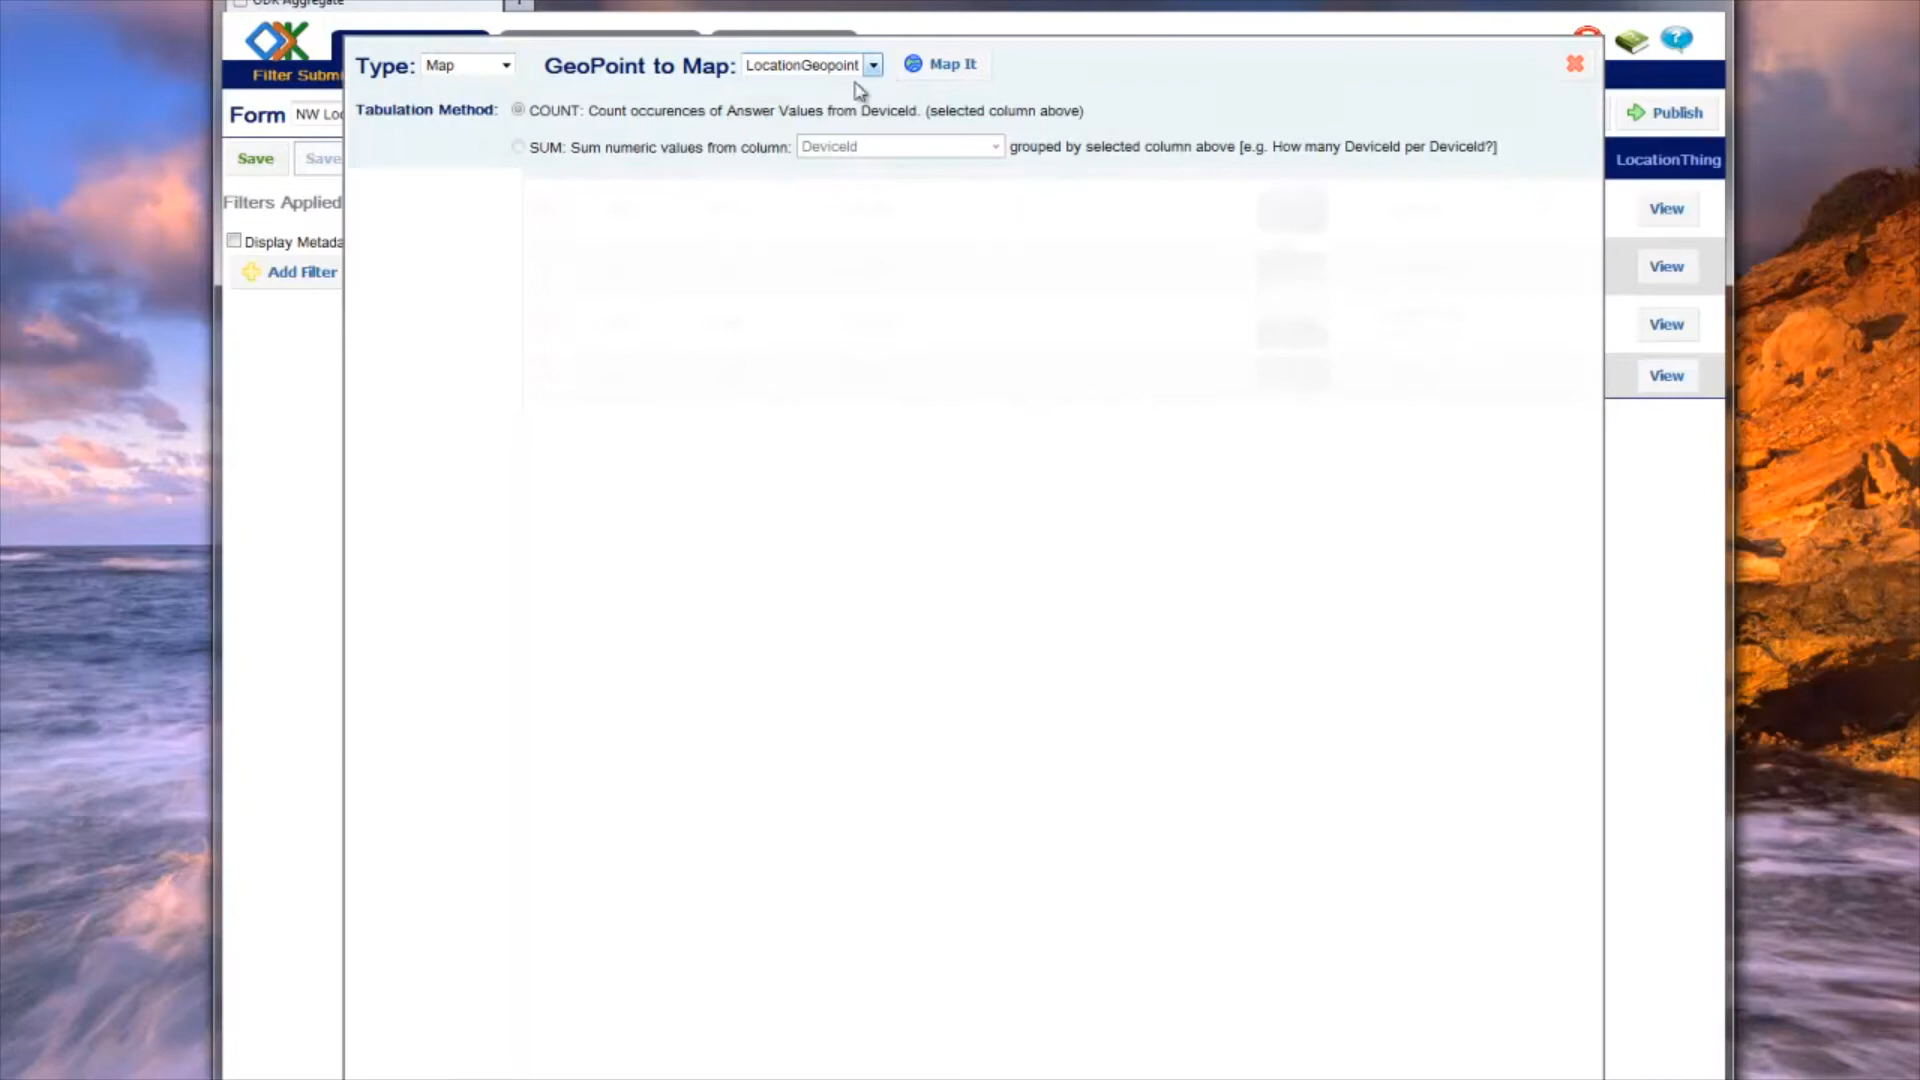 ODK Aggregate
Type: Map GeoPoint to Map: LocationGeopoint Map It
Filter Subm
Tabulation Method: COUNT: Count occurences of Answer Values from DeviceId. (selected column above)
Form NW Loc Publish
SUM: Sum numeric values from column: DeviceId grouped by selected column above [e.g. How many DeviceId per DeviceId?]
Save Save LocationThing
Filters Applied View
Display Metada
Add Filter View
View
View